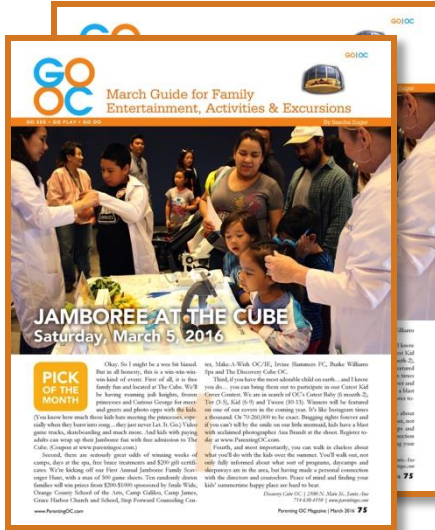 GO|OC
GO|OC
GO
OC
March Guide for Family
Entertainment, Activities & Excursions
GO SEE • GO PLAY • GO DO
By Sandra Zager
JAMBOREE AT THE CUBE
Saturday, March 5, 2016
PICK
OF THE
MONTH
Okay. So I might be a wee bit biased.
But in all honesty, this is a win-win-win-
win kind of event. First of all, it is free
family fun and located at The Cube. We'll
be having roaming jedi knights, frozen
princesses and Curious George for meet-
and greets and photo opps with the kids.
(You know how much those kids hate meeting the princesses, espe-
cially when they burst into song…they just never Let. It. Go.) Video
game trucks, skateboarding and much more. And kids with paying
adults can wrap up their Jamboree fun with free admission to The
Cube. (Coupon at www.parentingoc.com.)
Second, there are seriously great odds of winning weeks of
camps, days at the spa, free brace treatments and $200 gift certifi-
cates. We're kicking off our First Annual Jamboree Family Scav-
enger Hunt, with a max of 500 game sheets. Ten randomly drawn
families will win prizes from $200-$1000 sponsored by Smile Wide,
Orange County School of the Arts, Camp Galileo, Camp James,
Grace Harbor Church and School, Step Forward Counseling Cen-
ter, Make-A-Wish OC/IE, Irvine Slammers FC, Burke Williams
Spa and The Discovery Cube OC.
Third, if you have the most adorable child on earth…and I know
you do… you can bring them out to participate in our Cutest Kid
Cover Contest. We are in search of OC's Cutest Baby (6 month-2),
Tyer (3-5), Kid (6-9) and Tween (10-13). Winners will be featured
on one of our covers in the coming year. It's like Instagram times
a thousand. Or 70-260,000 to be exact. Bragging rights forever and
if you can't tell by the smile on our little mommid, kids have a blast
with acclaimed photographer Ana Brandt at the shoot. Register to-
day at www.ParentingOC.com.
Fourth, and most importantly, you can walk in clueless about
what you'll do with the kids over the summer. You'll walk out, not
only fully informed about what sort of programs, daycamps and
sleepaways are in the area, but having made a personal connection
with the directors and counselors. Peace of mind and finding your
kids' summertime happy place are hard to beat.
Discovery Cube OC | 2500 N. Main St., Santa Ana
www.ParentingOC.com
Parenting OC Magazine | March 2016 75
75